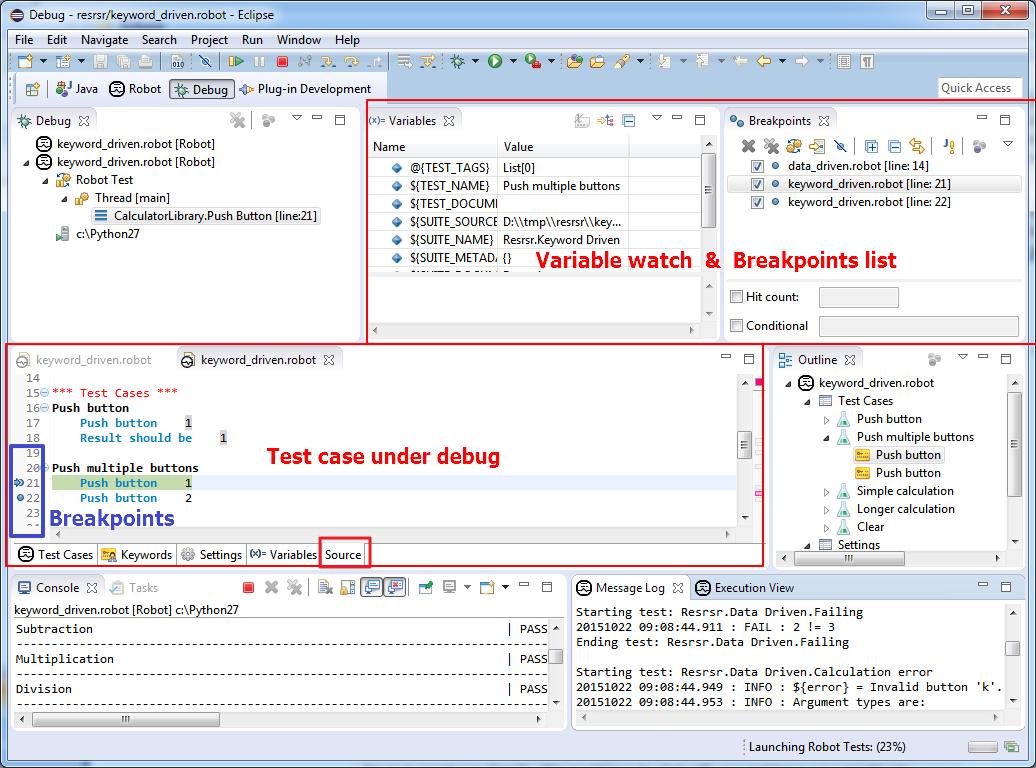 Debug - resrsr/keyword_driven.robot - Eclipse
File Edit Navigate Search Project Run Window Help
Java Robot Debug Plug-in Development
Quick Access
Debug
keyword_driven.robot [Robot]
keyword_driven.robot [Robot]
Robot Test
Thread [main]
CalculatorLibrary.Push Button [line:21]
c:\Python27
(x)= Variables
Name Value
@{TEST_TAGS} List[0]
${TEST_NAME} Push multiple buttons
${TEST_DOCUM
${SUITE_SOURCE D:\\tmp\\resrsr\\key...
${SUITE_NAME} Resrsr.Keyword Driven
${SUITE_METADA {}
Variable watch & Breakpoints list
Breakpoints
data_driven.robot [line: 14]
keyword_driven.robot [line: 21]
keyword_driven.robot [line: 22]
Hit count:
Conditional
keyword_driven.robot
keyword_driven.robot
14
15 *** Test Cases ***
16 Push button
17 Push button 1
18 Result should be 1
19
20 Push multiple buttons
21 Push button 1
22 Push button 2
23
Test case under debug
Breakpoints
Test Cases Keywords Settings (x)= Variables Source
Outline
keyword_driven.robot
Test Cases
Push button
Push multiple buttons
Push button
Push button
Simple calculation
Longer calculation
Clear
Settings
Console Tasks
keyword_driven.robot [Robot] c:\Python27
Subtraction | PASS
Multiplication | PASS
Division | PASS
Message Log Execution View
Starting test: Resrsr.Data Driven.Failing
20151022 09:08:44.911 : FAIL : 2 != 3
Ending test: Resrsr.Data Driven.Failing
Starting test: Resrsr.Data Driven.Calculation error
20151022 09:08:44.949 : INFO : ${error} = Invalid button 'k'.
20151022 09:08:44.953 : INFO : Argument types are:
Launching Robot Tests: (23%)